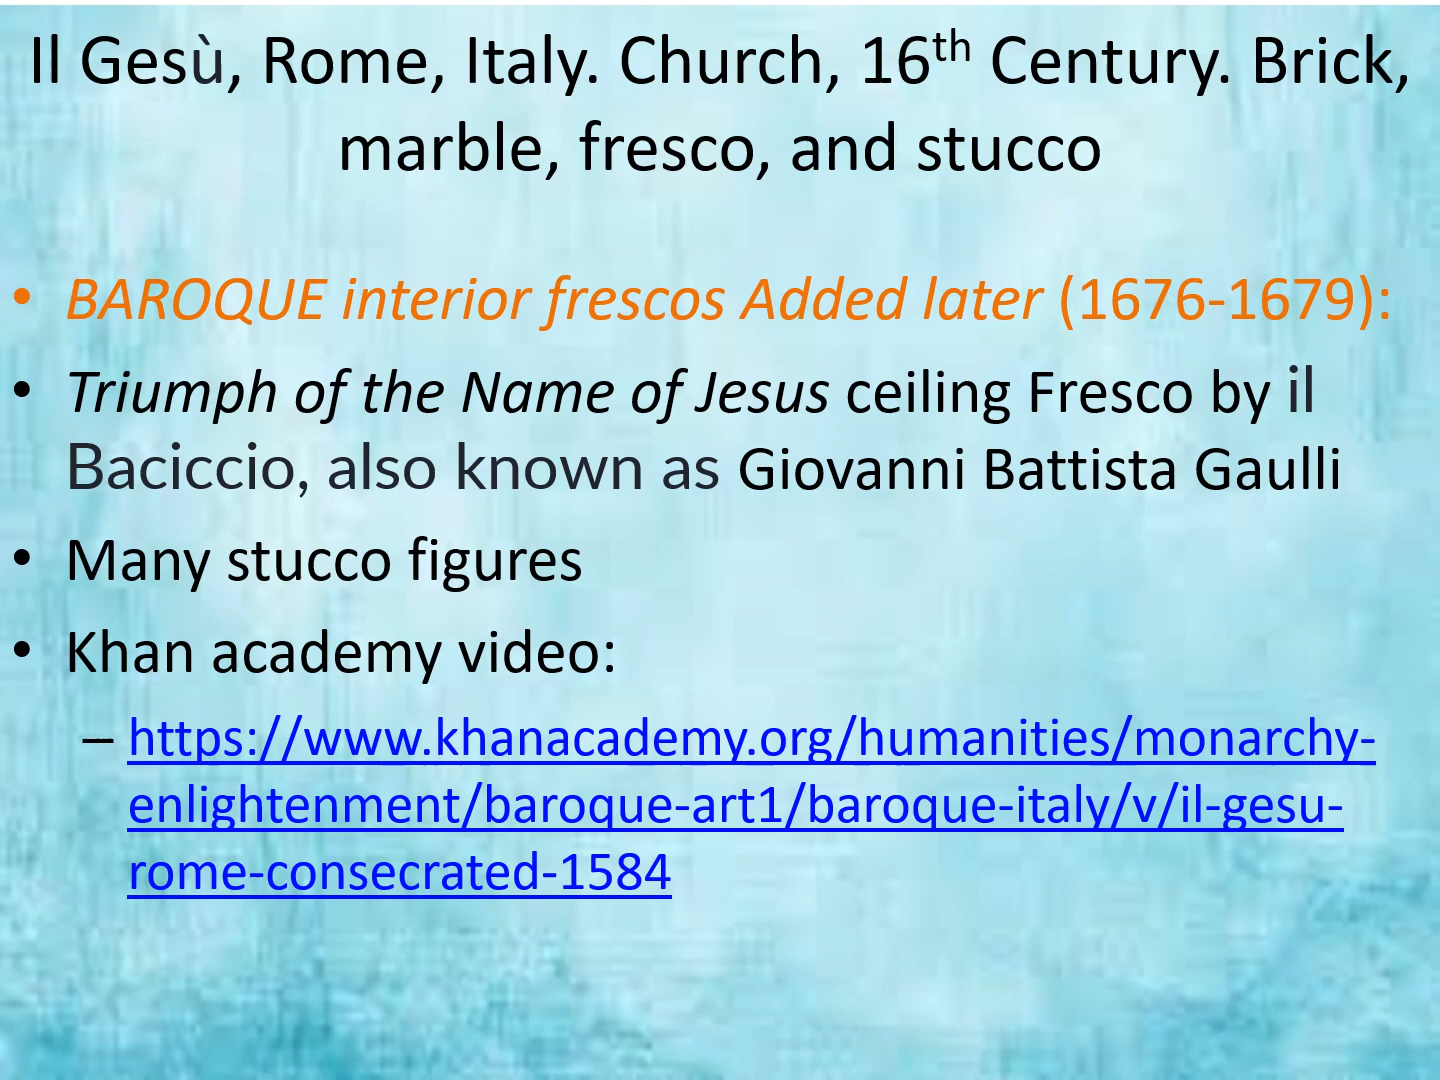 Il Gesù, Rome, Italy. Church, 16th Century. Brick,
marble, fresco, and stucco
• BAROQUE interior frescos Added later (1676-1679):
• Triumph of the Name of Jesus ceiling Fresco by il
Baciccio, also known as Giovanni Battista Gaulli
• Many stucco figures
• Khan academy video:
– https://www.khanacademy.org/humanities/monarchy-
enlightenment/baroque-art1/baroque-italy/v/il-gesu-
rome-consecrated-1584